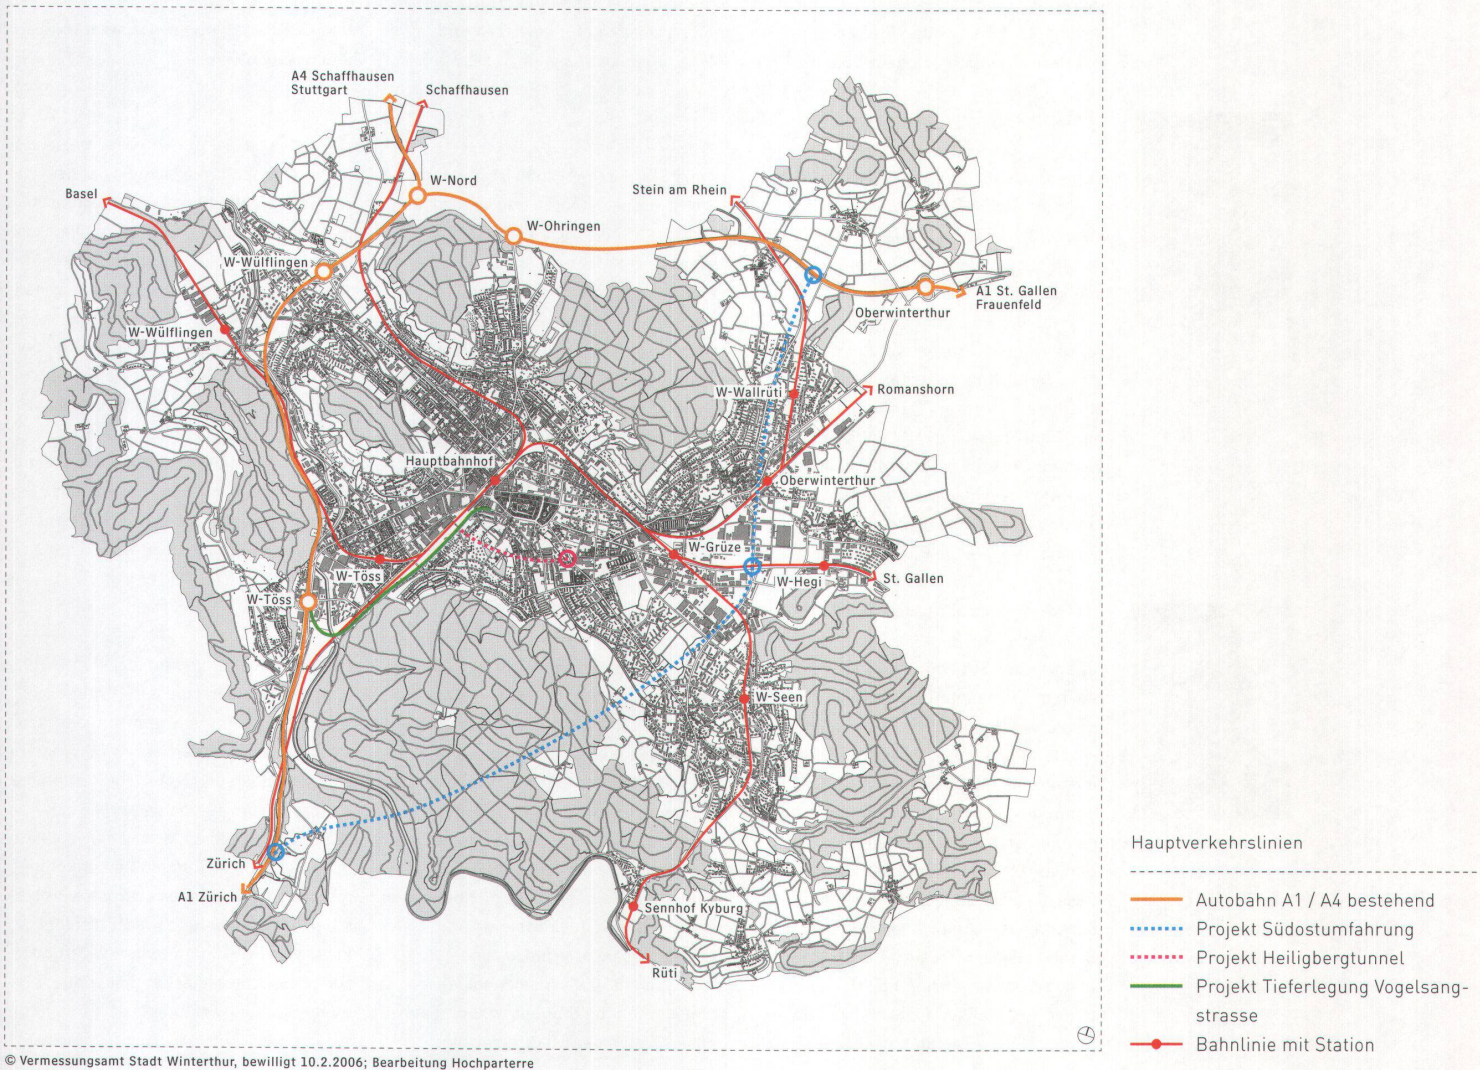 A4 Schaffhausen
Stuttgart
Schaffhausen
W-Nord
Basel
Stein am Rhein
W-Ohringen
W-Wülflingen
A1 St. Gallen
Frauenfeld
Oberwinterthur
W-Wülflingen
W-Wallrüti
Romanshorn
Hauptbahnhof
Oberwinterthur
W-Grüze
W-Töss
W-Hegi
St. Gallen
W-Töss
W-Seen
Zürich
A1 Zürich
Sennhof Kyburg
Rüti
Hauptverkehrslinien
Autobahn A1 / A4 bestehend
Projekt Südostumfahrung
Projekt Heiligbergtunnel
Projekt Tieferlegung Vogelsang-
strasse
Bahnlinie mit Station
© Vermessungsamt Stadt Winterthur, bewilligt 10.2.2006; Bearbeitung Hochparterre